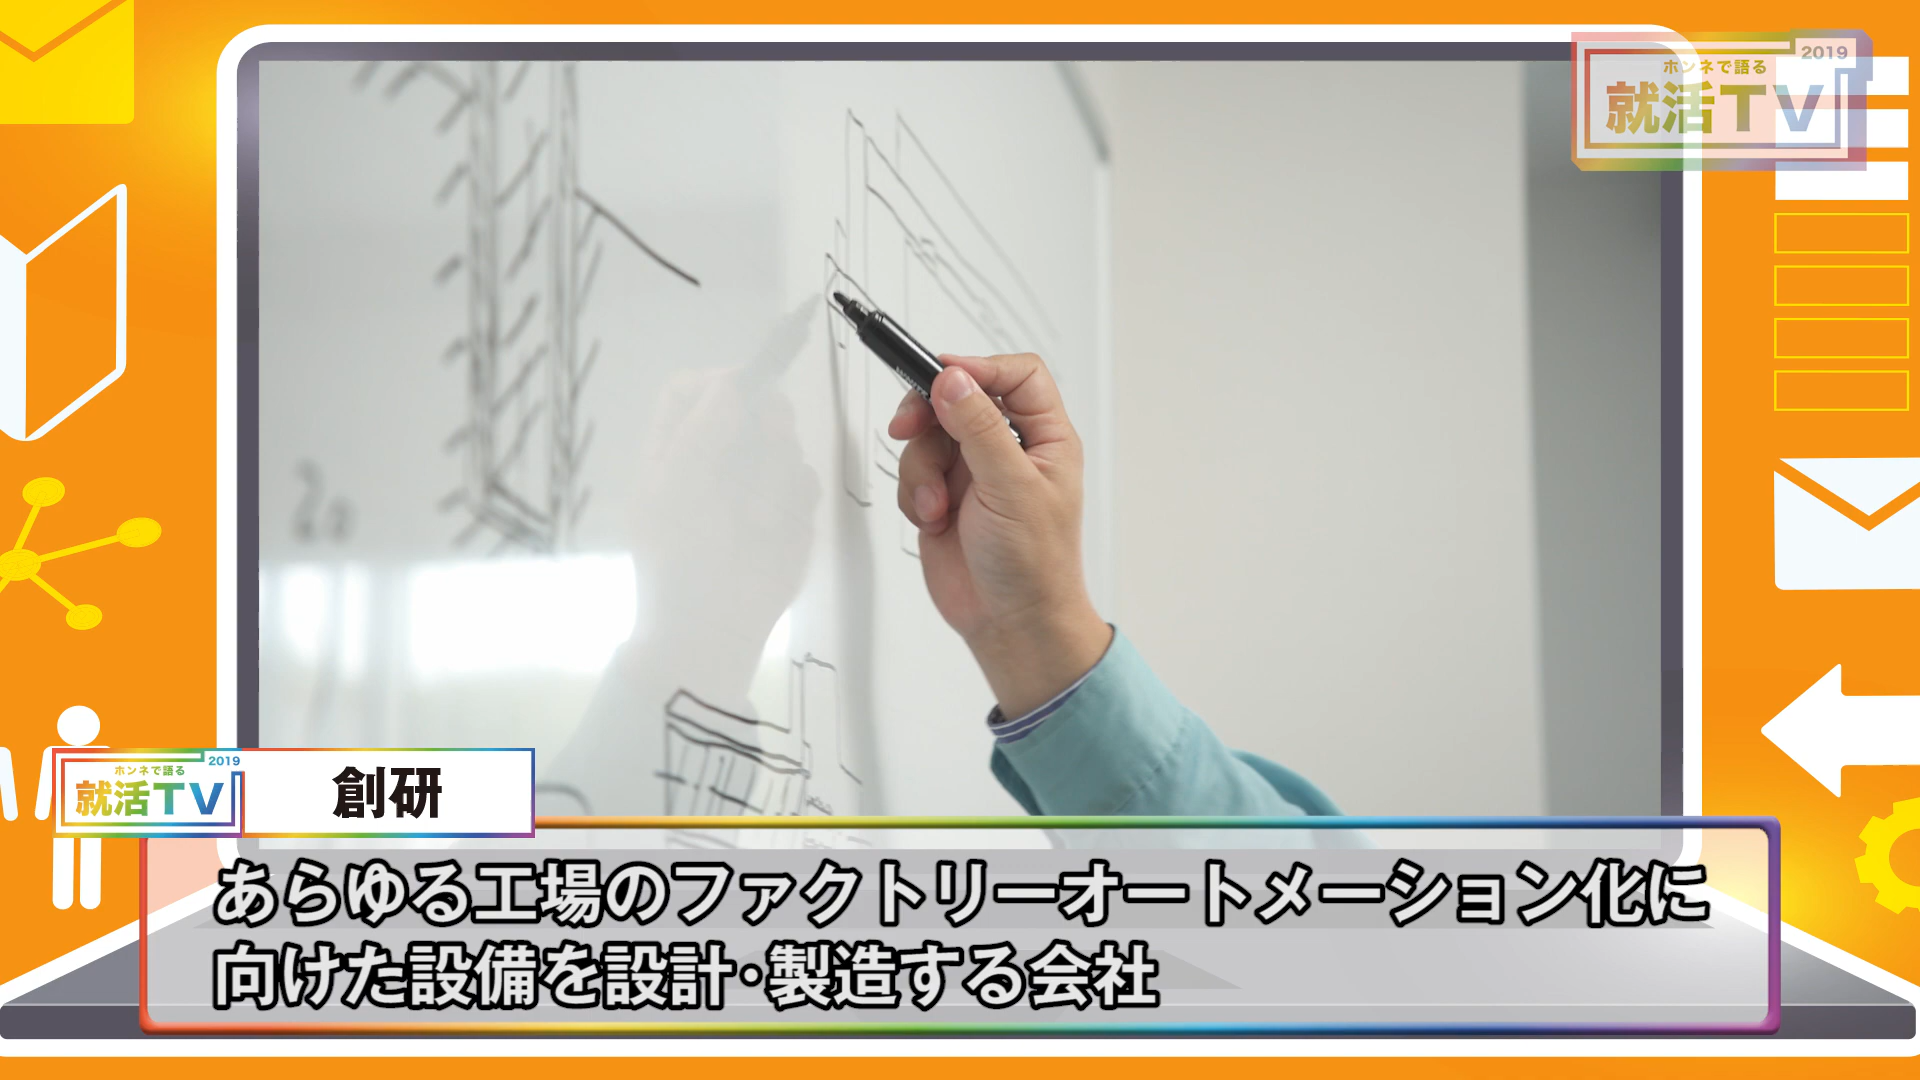 2019
ホンネで語る
就活TV
2019
ホンネで語る
就活TV
創研
あらゆる工場のファクトリーオートメーション化に
向けた設備を設計・製造する会社